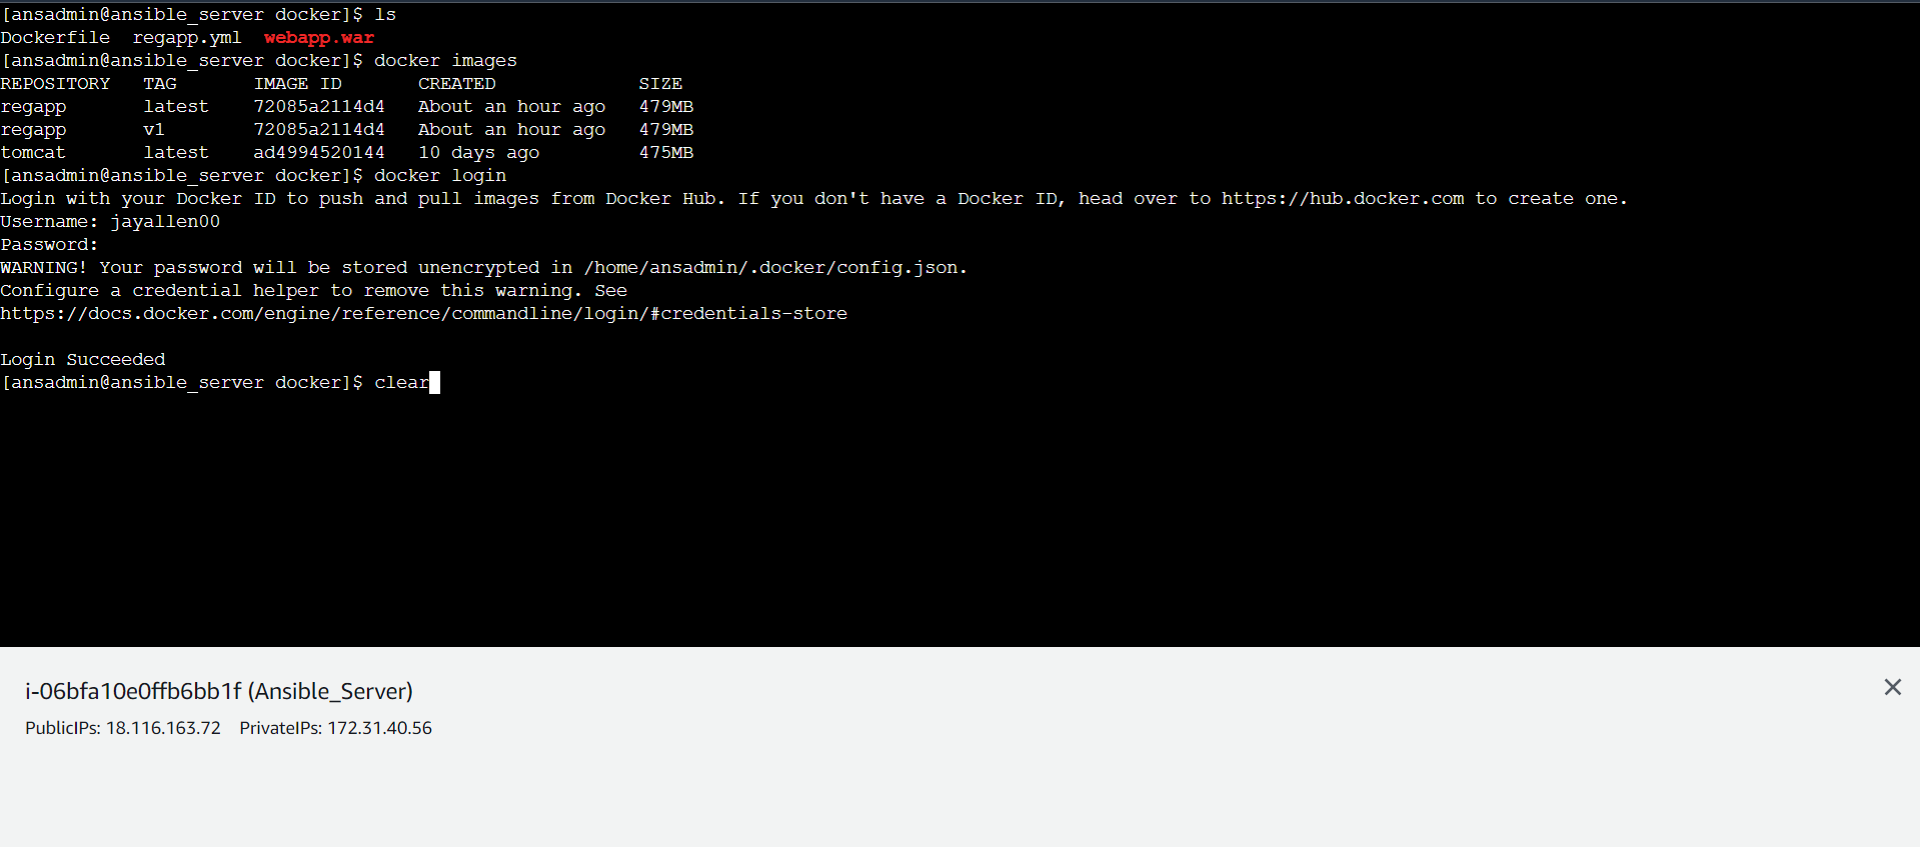 [ansadmin@ansible_server docker]$ ls
Dockerfile  regapp.yml  webapp.war
[ansadmin@ansible_server docker]$ docker images
REPOSITORY   TAG       IMAGE ID       CREATED             SIZE
regapp       latest    72085a2114d4   About an hour ago   479MB
regapp       v1        72085a2114d4   About an hour ago   479MB
tomcat       latest    ad4994520144   10 days ago         475MB
[ansadmin@ansible_server docker]$ docker login
Login with your Docker ID to push and pull images from Docker Hub. If you don't have a Docker ID, head over to https://hub.docker.com to create one.
Username: jayallen00
Password:
WARNING! Your password will be stored unencrypted in /home/ansadmin/.docker/config.json.
Configure a credential helper to remove this warning. See
https://docs.docker.com/engine/reference/commandline/login/#credentials-store
Login Succeeded
[ansadmin@ansible_server docker]$ clear
i-06bfa10e0ffb6bb1f (Ansible_Server)
PublicIPs: 18.116.163.72    PrivateIPs: 172.31.40.56